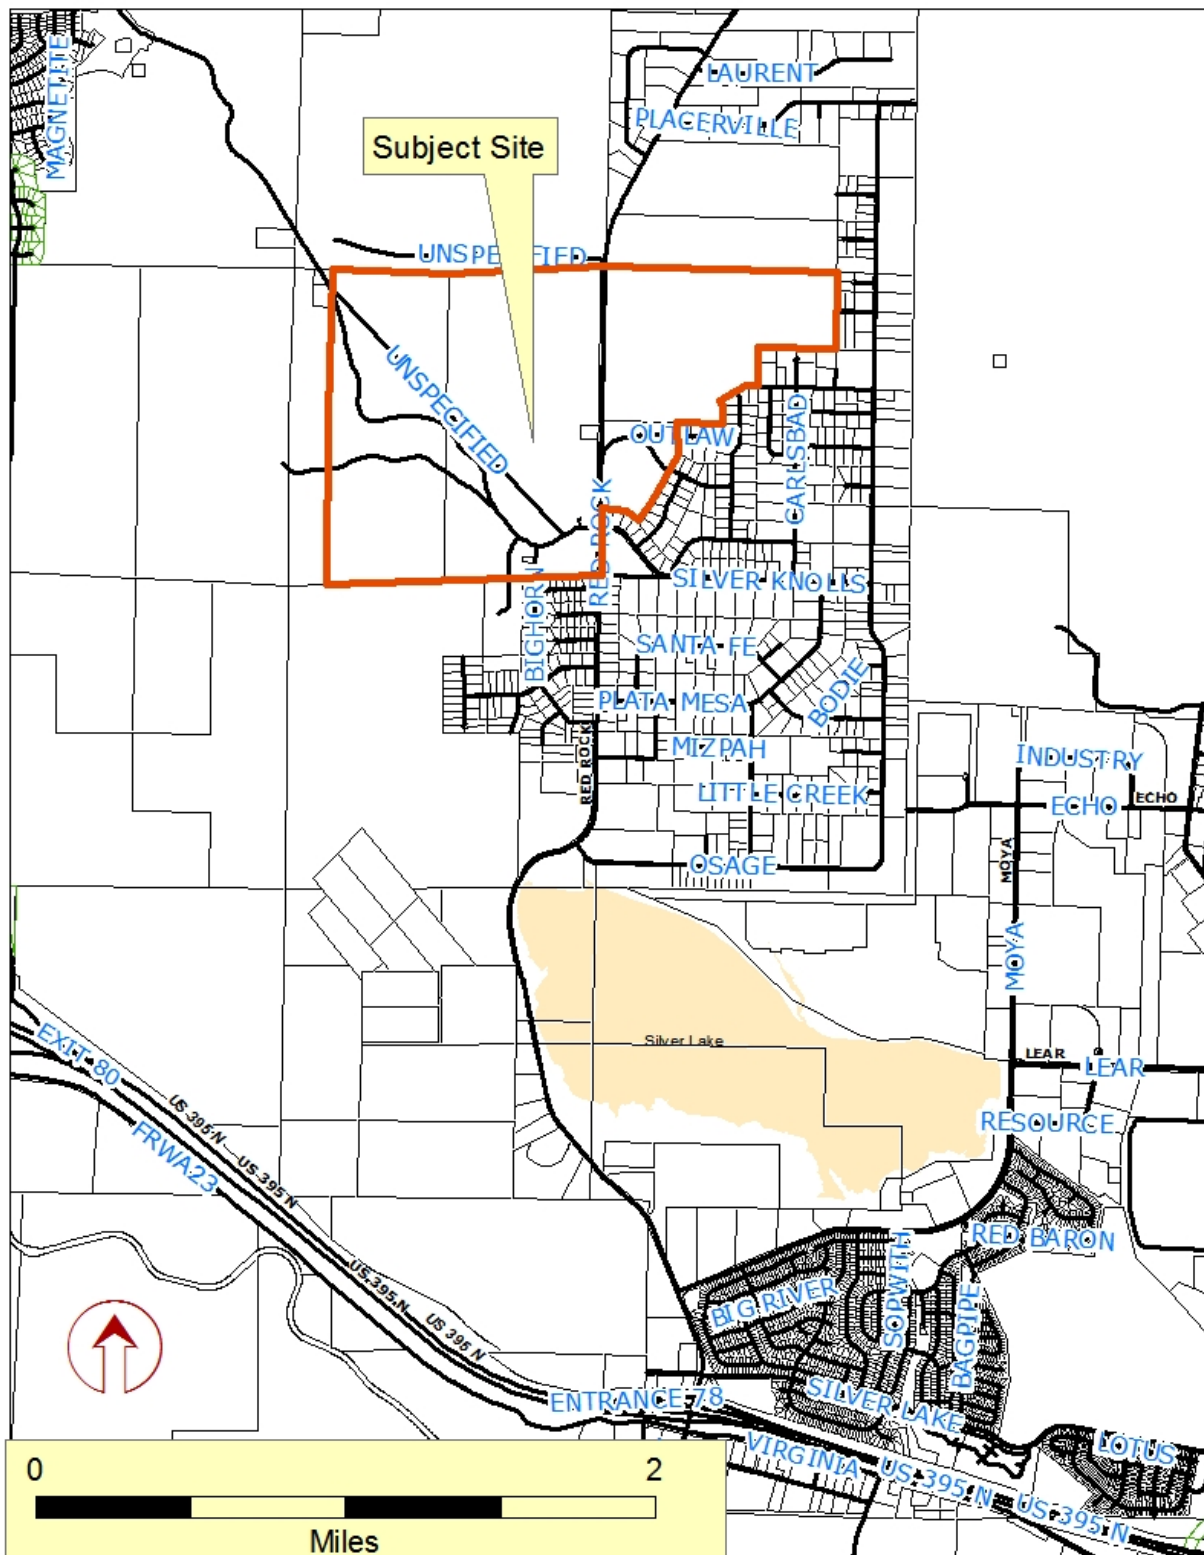 LAURENT
MAGNETITE
PLACERVILLE
Subject Site
UNSPECIFIED
UNSPECIFIED
OUTLAW
CARLSBAD
RED ROCK
SILVER KNOLLS
BIGHORN
SANTA FE
BODIE
PLATA MESA
MIZPAH
RED ROCK
INDUSTRY
LITTLE CREEK
ECHO
ECHO
MOYA
OSAGE
MOYA
Silver Lake
LEAR
LEAR
EXIT 80
US 395 N
RESOURCE
FRWA23
US 395 N
RED BARON
SOPWITH
US 395 N
BIG RIVER
BAGPIPE
US 395 N
ENTRANCE 78
SILVER LAKE
VIRGINIA
LOTUS
US 395 N
US 395 N
0 2
Miles